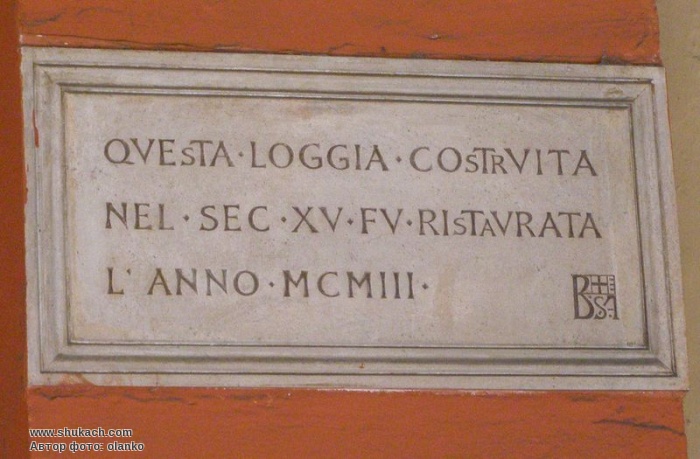 QVESTA · LOGGIA · COSTRVITA
NEL · SEC · XV · FV · RISTAVRATA
L' ANNO · MCMIII ·
www.shukach.com
Автор фото: olanko